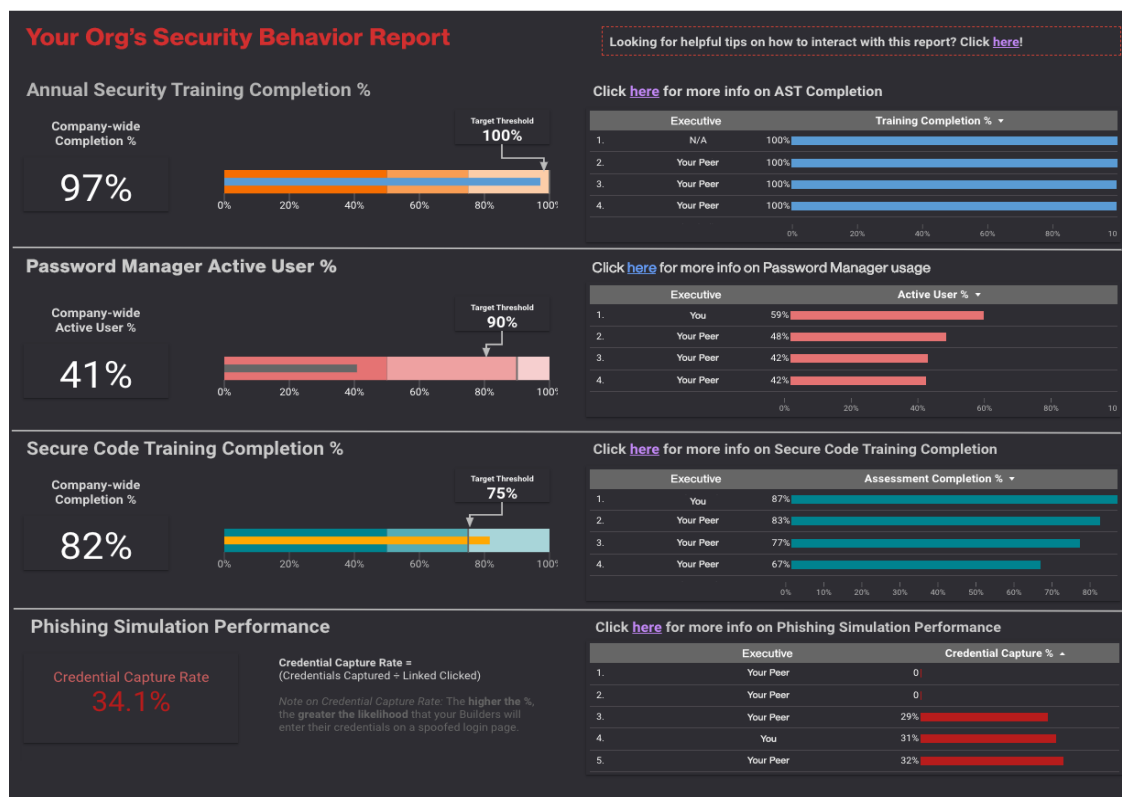 Your Org's Security Behavior Report
Looking for helpful tips on how to interact with this report? Click here!
Annual Security Training Completion %
Company-wide
Completion %
97%
Target Threshold
100%
0% 20% 40% 60% 80% 100%
Click here for more info on AST Completion
Executive Training Completion %
1. N/A 100%
2. Your Peer 100%
3. Your Peer 100%
4. Your Peer 100%
0% 20% 40% 60% 80% 10
Password Manager Active User %
Company-wide
Active User %
41%
Target Threshold
90%
0% 20% 40% 60% 80% 100%
Click here for more info on Password Manager usage
Executive Active User %
1. You 59%
2. Your Peer 48%
3. Your Peer 42%
4. Your Peer 42%
0% 20% 40% 60% 80% 10
Secure Code Training Completion %
Company-wide
Completion %
82%
Target Threshold
75%
0% 20% 40% 60% 80% 100%
Click here for more info on Secure Code Training Completion
Executive Assessment Completion %
1. You 87%
2. Your Peer 83%
3. Your Peer 77%
4. Your Peer 67%
0% 10% 20% 30% 40% 50% 60% 70% 80%
Phishing Simulation Performance
Credential Capture Rate
34.1%
Credential Capture Rate =
(Credentials Captured ÷ Linked Clicked)
Note on Credential Capture Rate: The higher the %,
the greater the likelihood that your Builders will
enter their credentials on a spoofed login page.
Click here for more info on Phishing Simulation Performance
Executive Credential Capture %
1. Your Peer 0
2. Your Peer 0
3. Your Peer 29%
4. You 31%
5. Your Peer 32%